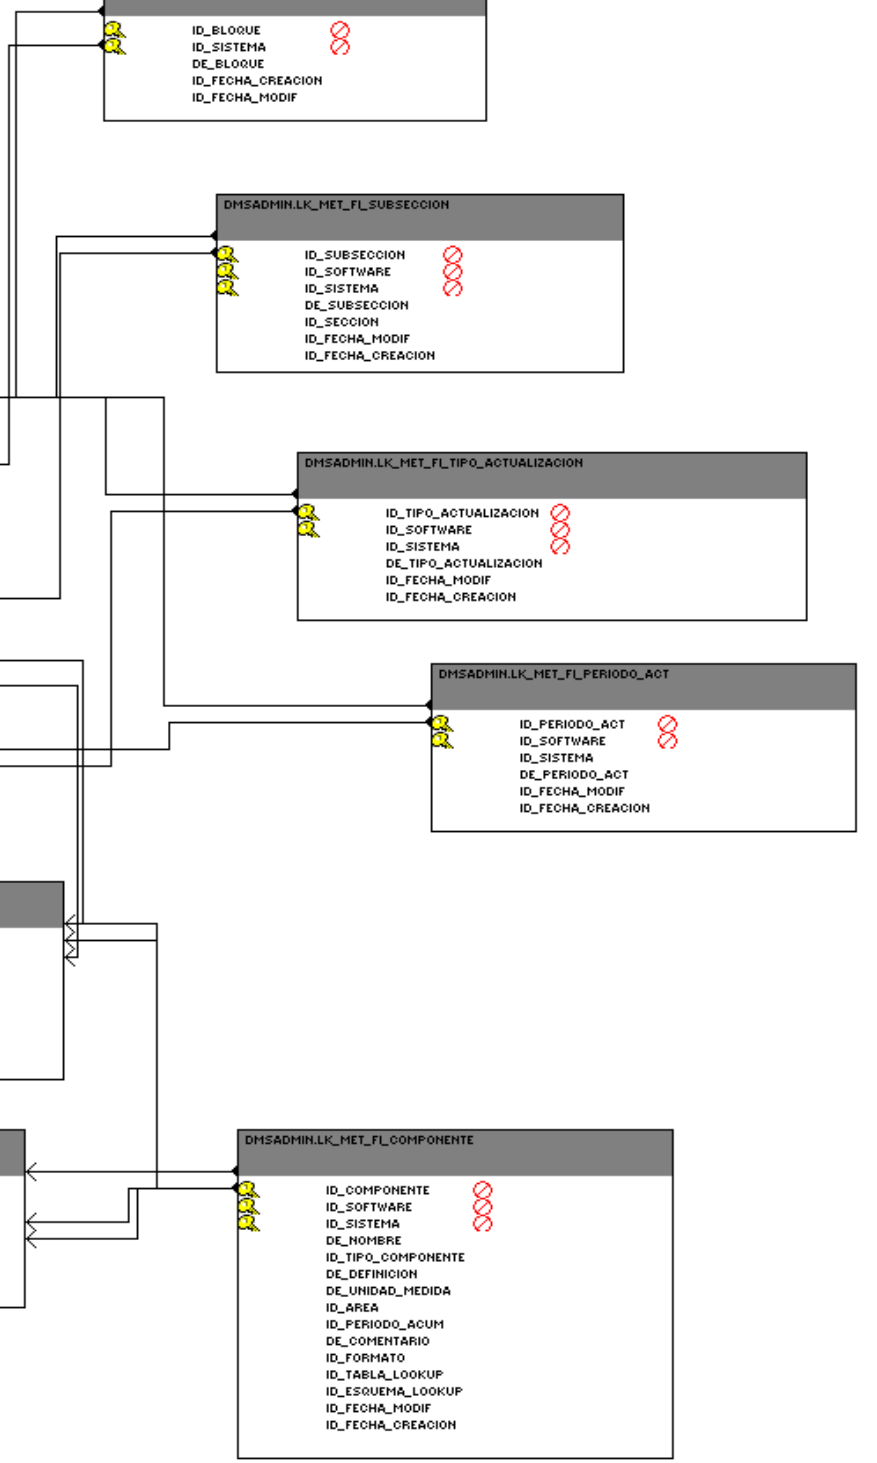 ID_BLOQUE
ID_SISTEMA
DE_BLOQUE
ID_FECHA_CREACION
ID_FECHA_MODIF
DMSADMIN.LK_MET_FI_SUBSECCION
ID_SUBSECCION
ID_SOFTWARE
ID_SISTEMA
DE_SUBSECCION
ID_SECCION
ID_FECHA_MODIF
ID_FECHA_CREACION
DMSADMIN.LK_MET_FI_TIPO_ACTUALIZACION
ID_TIPO_ACTUALIZACION
ID_SOFTWARE
ID_SISTEMA
DE_TIPO_ACTUALIZACION
ID_FECHA_MODIF
ID_FECHA_CREACION
DMSADMIN.LK_MET_FI_PERIODO_ACT
ID_PERIODO_ACT
ID_SOFTWARE
ID_SISTEMA
DE_PERIODO_ACT
ID_FECHA_MODIF
ID_FECHA_CREACION
DMSADMIN.LK_MET_FI_COMPONENTE
ID_COMPONENTE
ID_SOFTWARE
ID_SISTEMA
DE_NOMBRE
ID_TIPO_COMPONENTE
DE_DEFINICION
DE_UNIDAD_MEDIDA
ID_AREA
ID_PERIODO_ACUM
DE_COMENTARIO
ID_FORMATO
ID_TABLA_LOOKUP
ID_ESQUEMA_LOOKUP
ID_FECHA_MODIF
ID_FECHA_CREACION